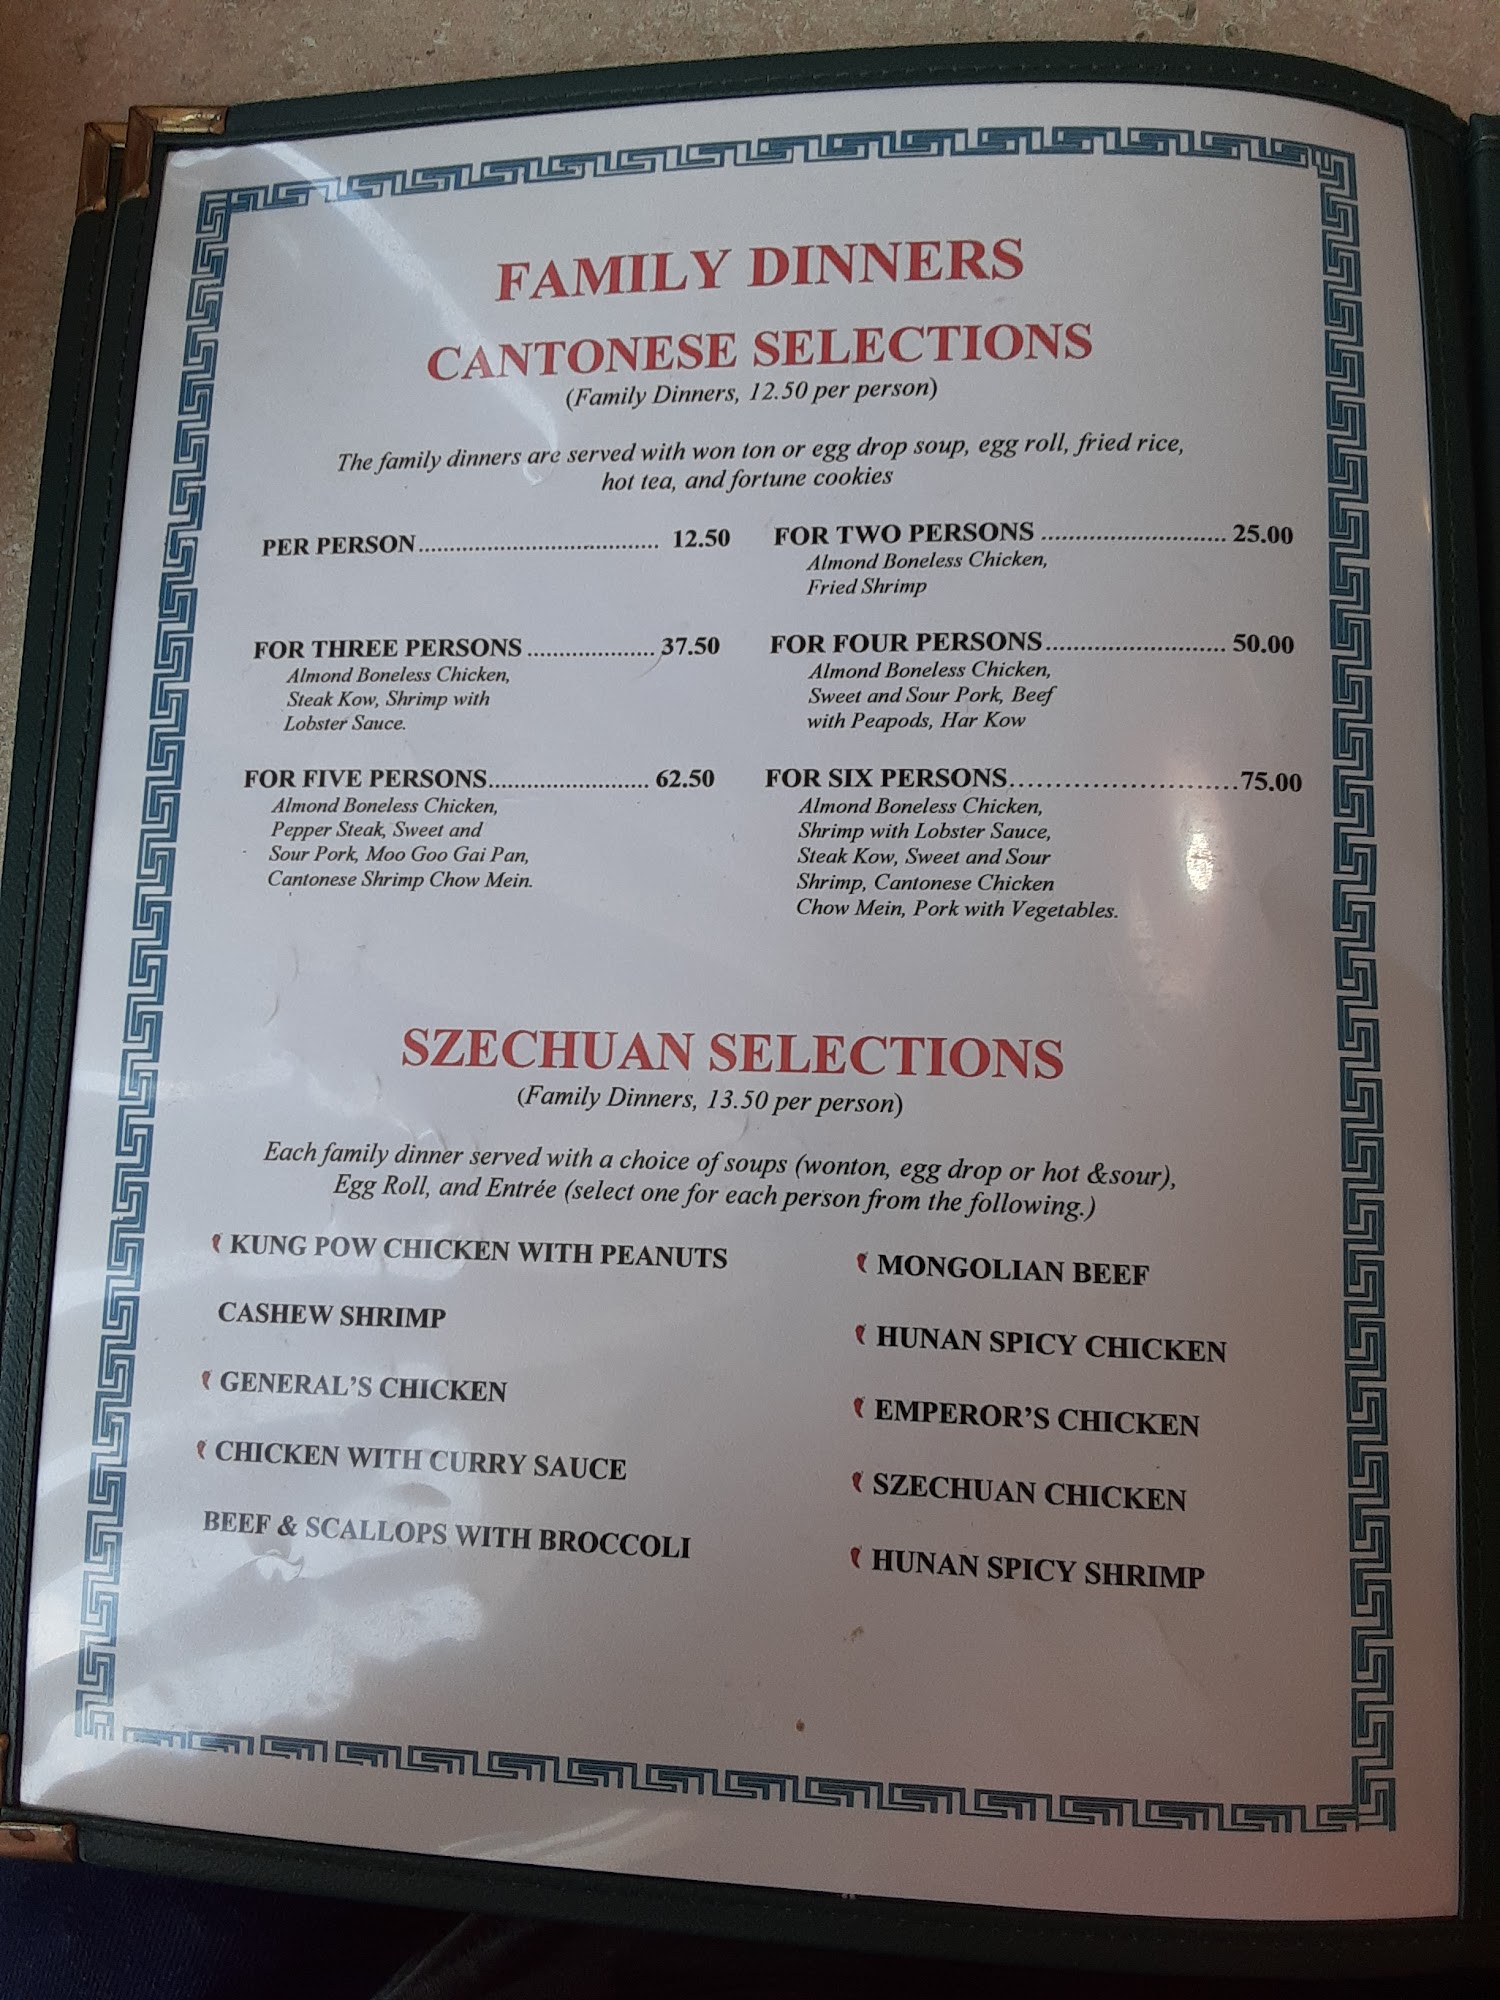 FAMILY DINNERS
CANTONESE SELECTIONS
(Family Dinners, 12.50 per person)
The family dinners are served with won ton or egg drop soup, egg roll, fried rice,
hot tea, and fortune cookies
PER PERSON.................................... 12.50
FOR TWO PERSONS ............................ 25.00
Almond Boneless Chicken,
Fried Shrimp
FOR THREE PERSONS ................... 37.50
Almond Boneless Chicken,
Steak Kow, Shrimp with
Lobster Sauce.
FOR FOUR PERSONS........................... 50.00
Almond Boneless Chicken,
Sweet and Sour Pork, Beef
with Peapods, Har Kow
FOR FIVE PERSONS........................ 62.50
Almond Boneless Chicken,
Pepper Steak, Sweet and
Sour Pork, Moo Goo Gai Pan,
Cantonese Shrimp Chow Mein.
FOR SIX PERSONS..........................75.00
Almond Boneless Chicken,
Shrimp with Lobster Sauce,
Steak Kow, Sweet and Sour
Shrimp, Cantonese Chicken
Chow Mein, Pork with Vegetables.
SZECHUAN SELECTIONS
(Family Dinners, 13.50 per person)
Each family dinner served with a choice of soups (wonton, egg drop or hot &sour),
Egg Roll, and Entrée (select one for each person from the following.)
KUNG POW CHICKEN WITH PEANUTS
CASHEW SHRIMP
GENERAL'S CHICKEN
CHICKEN WITH CURRY SAUCE
BEEF & SCALLOPS WITH BROCCOLI
MONGOLIAN BEEF
HUNAN SPICY CHICKEN
EMPEROR'S CHICKEN
SZECHUAN CHICKEN
HUNAN SPICY SHRIMP